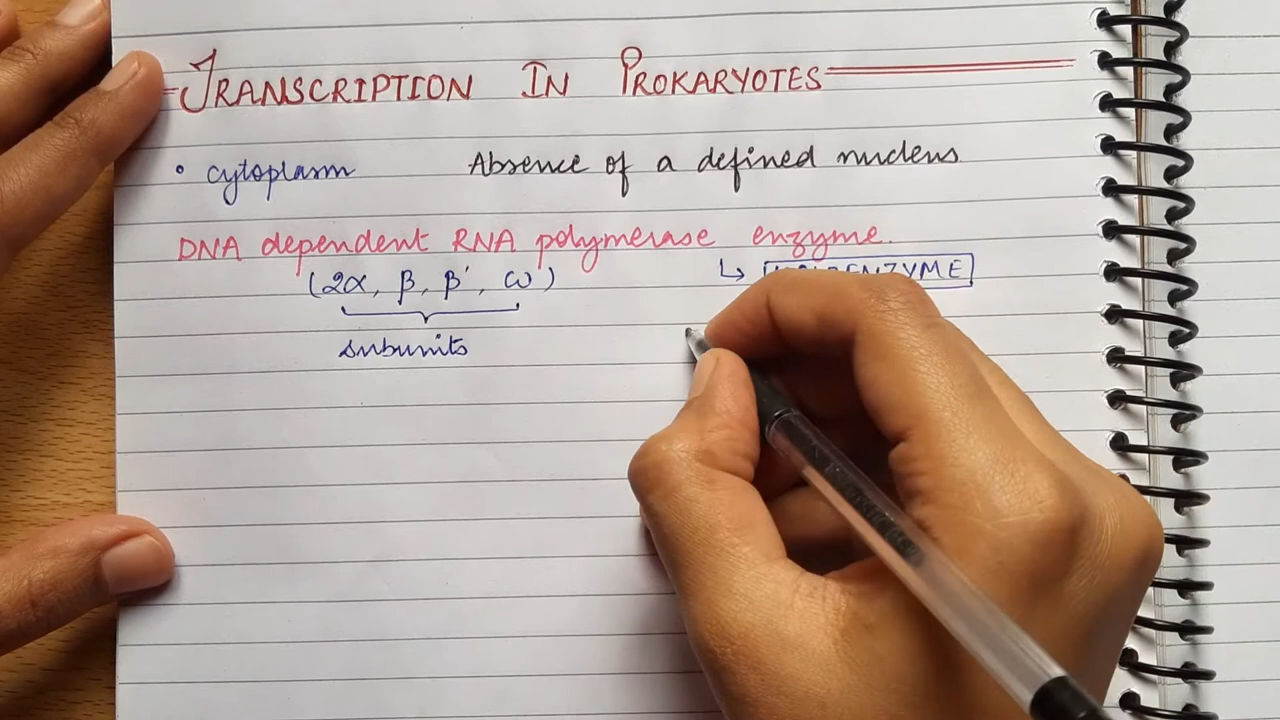 TRANSCRIPTION IN PROKARYOTES
• cytoplasm Absence of a defined nucleus
DNA dependent RNA polymerase enzyme.
(2α, β, β', ω) ↳
subunits